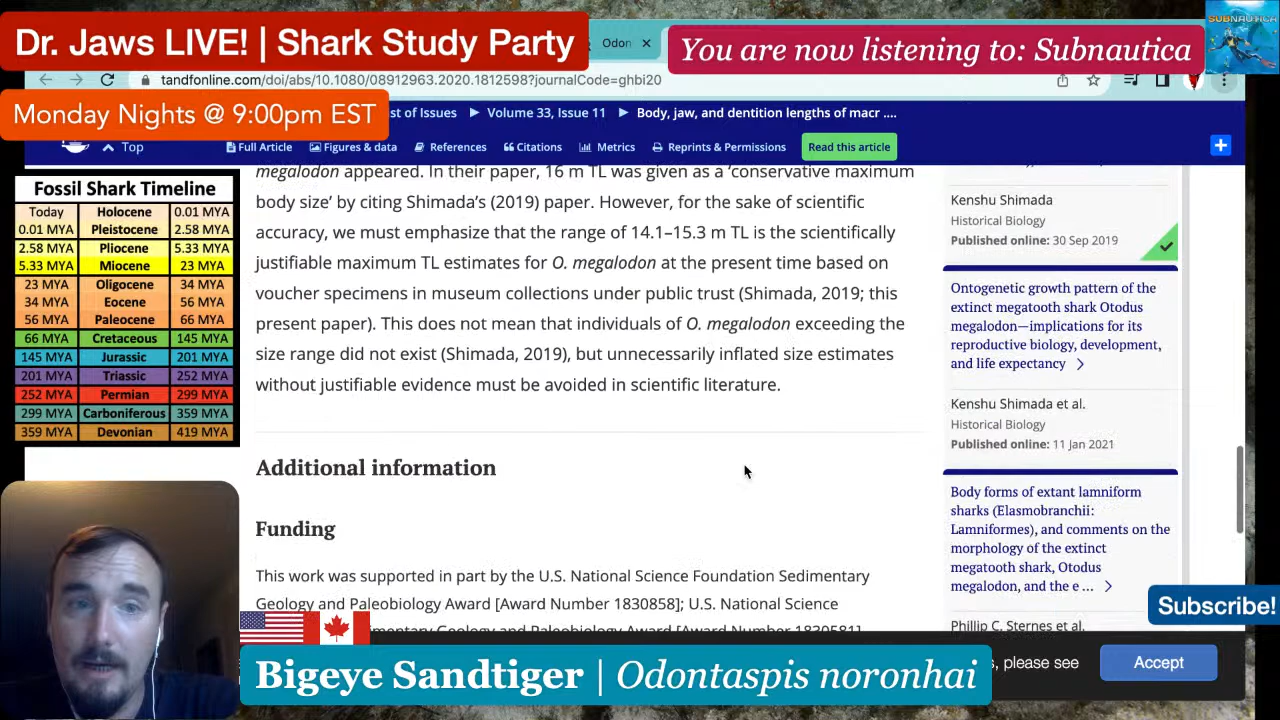 Dr. Jaws LIVE! | Shark Study Party
Odon
You are now listening to: Subnautica
SUBNAUTICA
tandfonline.com/doi/abs/10.1080/08912963.2020.1812598?journalCode=ghbi20
Monday Nights @ 9:00pm EST
st of Issues ▶ Volume 33, Issue 11 ▶ Body, jaw, and dentition lengths of macr ....
Top
Full Article Figures & data References Citations Metrics Reprints & Permissions Read this article
Fossil Shark Timeline
Today Holocene 0.01 MYA
0.01 MYA Pleistocene 2.58 MYA
2.58 MYA Pliocene 5.33 MYA
5.33 MYA Miocene 23 MYA
23 MYA Oligocene 34 MYA
34 MYA Eocene 56 MYA
56 MYA Paleocene 66 MYA
66 MYA Cretaceous 145 MYA
145 MYA Jurassic 201 MYA
201 MYA Triassic 252 MYA
252 MYA Permian 299 MYA
299 MYA Carboniferous 359 MYA
359 MYA Devonian 419 MYA
megalodon appeared. In their paper, 16 m TL was given as a ‘conservative maximum
body size’ by citing Shimada’s (2019) paper. However, for the sake of scientific
accuracy, we must emphasize that the range of 14.1–15.3 m TL is the scientifically
justifiable maximum TL estimates for O. megalodon at the present time based on
voucher specimens in museum collections under public trust (Shimada, 2019; this
present paper). This does not mean that individuals of O. megalodon exceeding the
size range did not exist (Shimada, 2019), but unnecessarily inflated size estimates
without justifiable evidence must be avoided in scientific literature.
Additional information
Funding
This work was supported in part by the U.S. National Science Foundation Sedimentary
Geology and Paleobiology Award [Award Number 1830858]; U.S. National Science
mentary Geology and Paleobiology Award [Award Number 1830581]
Kenshu Shimada
Historical Biology
Published online: 30 Sep 2019
Ontogenetic growth pattern of the
extinct megatooth shark Otodus
megalodon—implications for its
reproductive biology, development,
and life expectancy
Kenshu Shimada et al.
Historical Biology
Published online: 11 Jan 2021
Body forms of extant lamniform
sharks (Elasmobranchii:
Lamniformes), and comments on the
morphology of the extinct
megatooth shark, Otodus
megalodon, and the e ...
Phillip C. Sternes et al.
Subscribe!
s, please see
Accept
Bigeye Sandtiger | Odontaspis noronhai